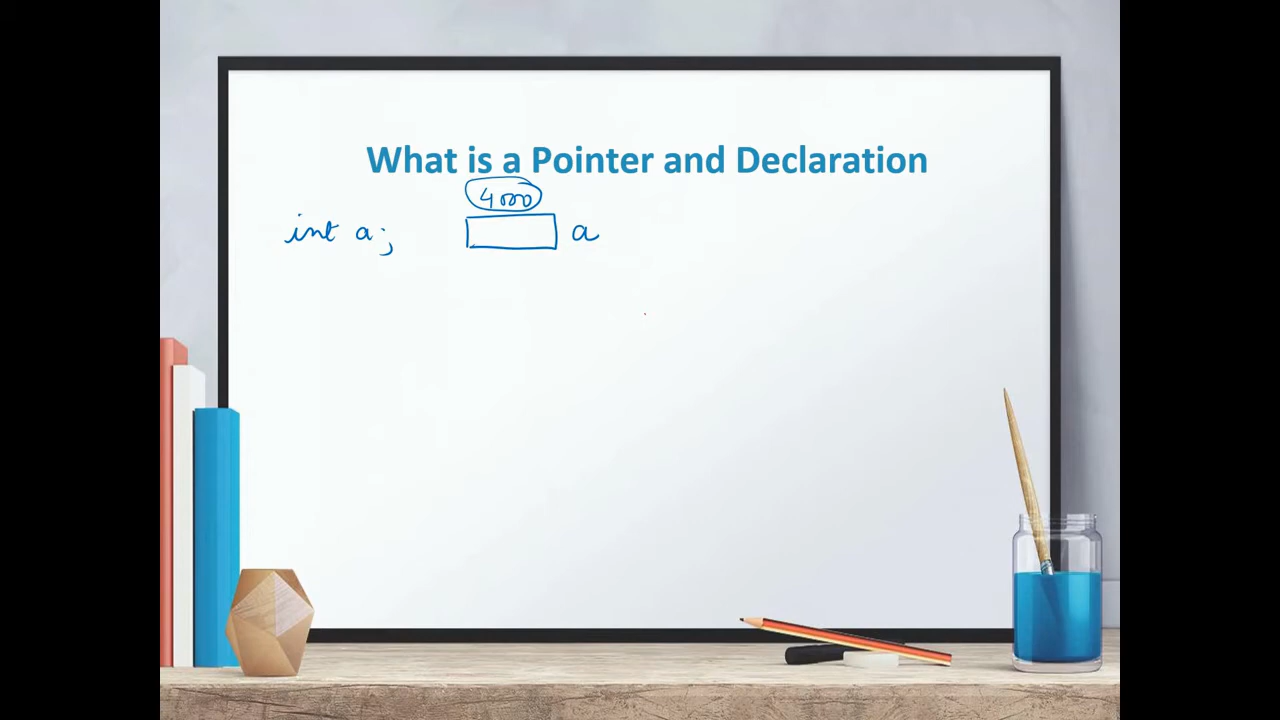 What is a Pointer and Declaration
4000
int a; a